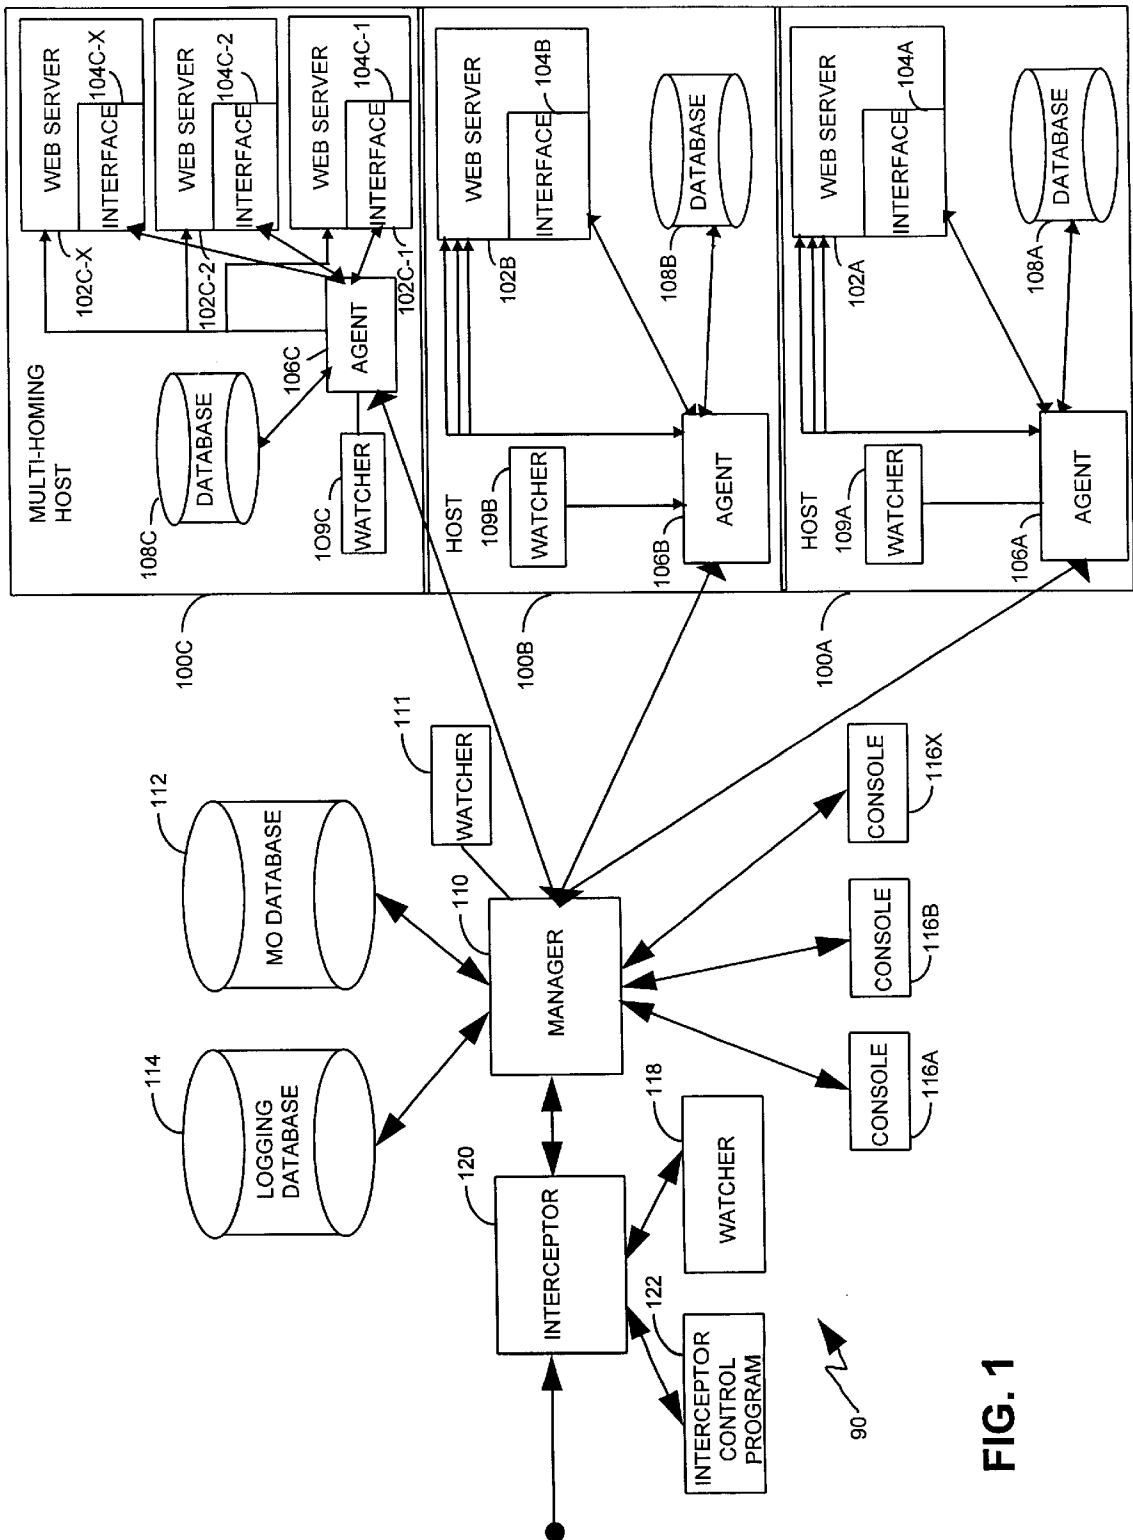 114
LOGGING
DATABASE
112
MO DATABASE
120
INTERCEPTOR
110
MANAGER
111
WATCHER
122
INTERCEPTOR
CONTROL
PROGRAM
118
WATCHER
CONSOLE
116A
CONSOLE
116B
CONSOLE
116X
90
100C
MULTI-HOMING
HOST
108C
DATABASE
1O9C
WATCHER
106C
AGENT
102C-X
WEB SERVER
104C-X
INTERFACE
102C-2
WEB SERVER
104C-2
INTERFACE
102C-1
WEB SERVER
104C-1
INTERFACE
100B
HOST
109B
WATCHER
102B
WEB SERVER
104B
INTERFACE
106B
AGENT
108B
DATABASE
100A
HOST
109A
WATCHER
102A
WEB SERVER
104A
INTERFACE
106A
AGENT
108A
DATABASE
FIG. 1